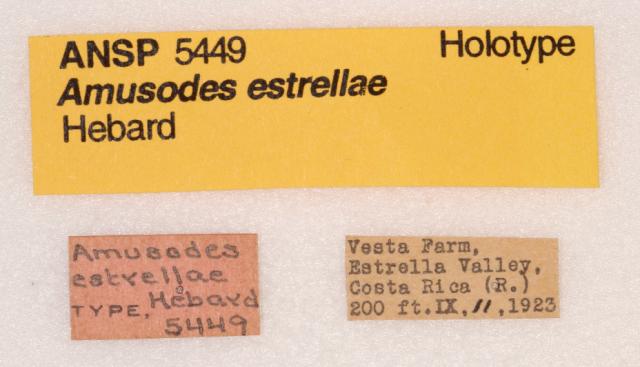 ANSP 5449 Holotype
Amusodes estrellae
Hebard
Amusodes
estrellae
TYPE, Hebard
5449
Vesta Farm,
Estrella Valley,
Costa Rica (R.)
200 ft.IX,11,1923